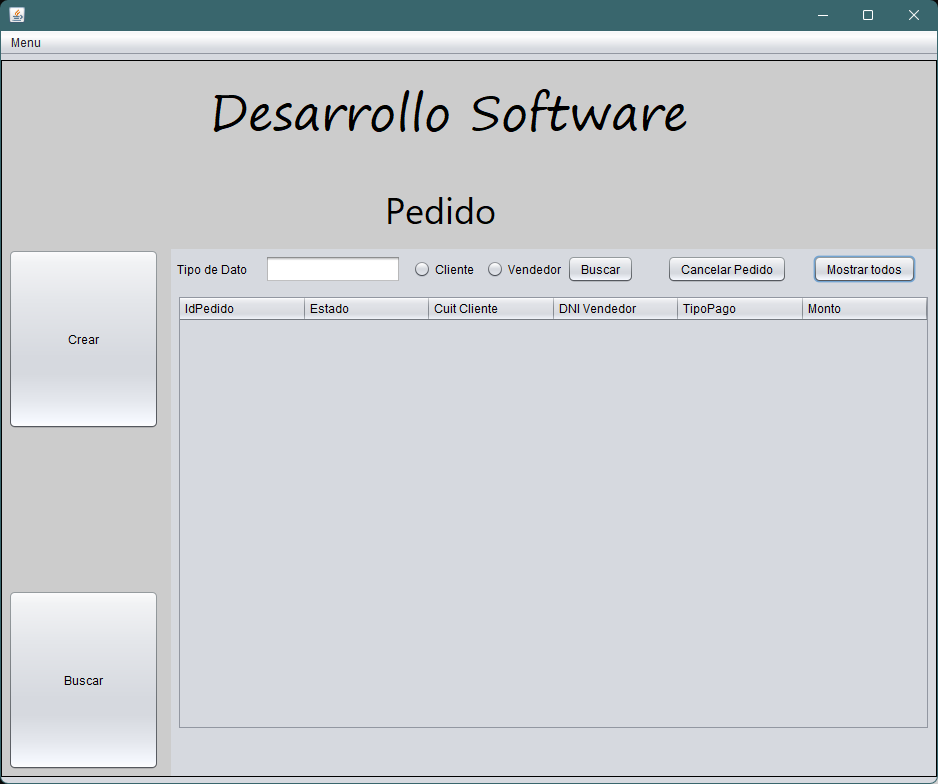 Menu
Desarrollo Software
Pedido
Crear
Buscar
Tipo de Dato Cliente Vendedor Buscar Cancelar Pedido Mostrar todos
IdPedido Estado Cuit Cliente DNI Vendedor TipoPago Monto